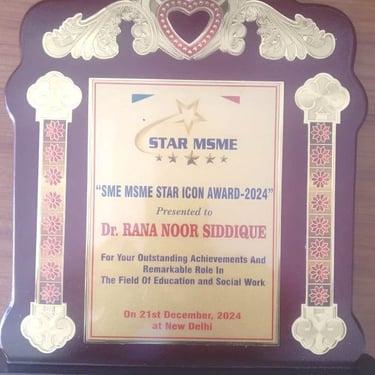 STAR MSME
"SME MSME STAR ICON AWARD-2024"
Presented to
Dr. RANA NOOR SIDDIQUE
For Your Outstanding Achievements And
Remarkable Role In
The Field Of Education and Social Work
On 21st December, 2024
at New Delhi